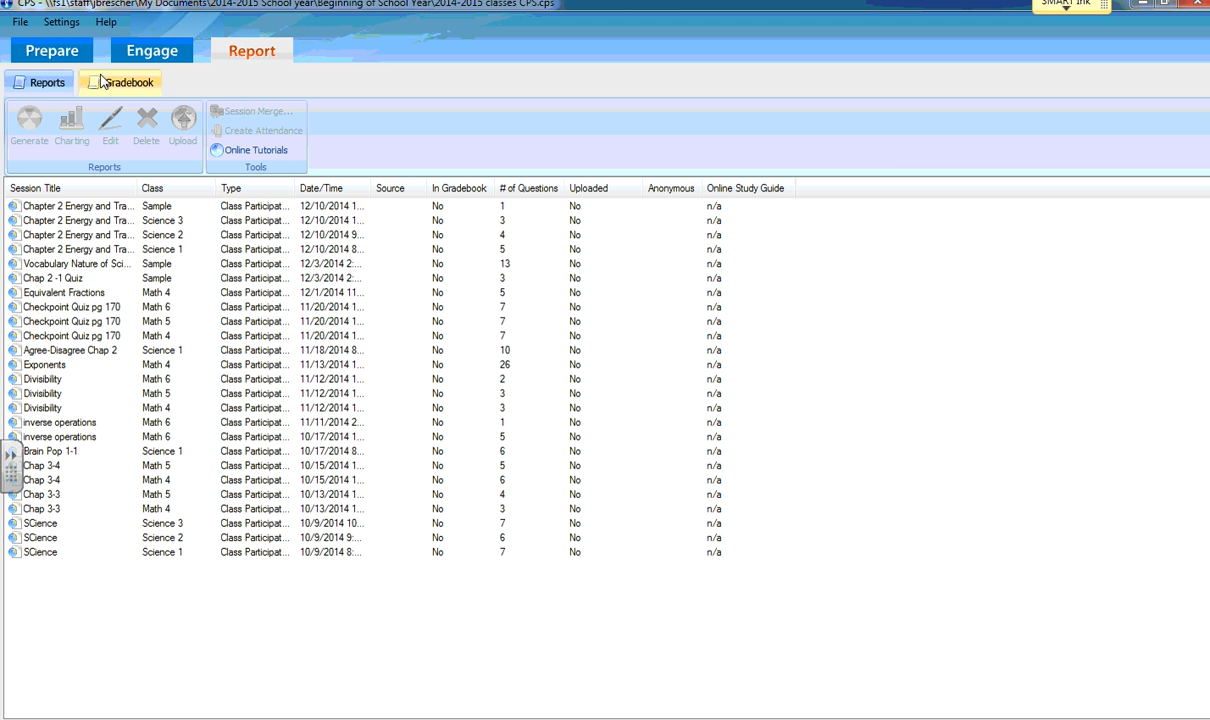 CPS - \\fs1\staff\jbrescher\My Documents\2014-2015 School year\Beginning of School Year\2014-2015 classes CPS.cps
SMART Ink
File Settings Help
Prepare Engage Report
Reports Gradebook
Generate Charting Edit Delete Upload
Session Merge...
Create Attendance
Online Tutorials
Reports Tools
Session Title Class Type Date/Time Source In Gradebook # of Questions Uploaded Anonymous Online Study Guide
Chapter 2 Energy and Tra... Sample Class Participat... 12/10/2014 1... No 1 No n/a
Chapter 2 Energy and Tra... Science 3 Class Participat... 12/10/2014 1... No 3 No n/a
Chapter 2 Energy and Tra... Science 2 Class Participat... 12/10/2014 9... No 4 No n/a
Chapter 2 Energy and Tra... Science 1 Class Participat... 12/10/2014 8... No 5 No n/a
Vocabulary Nature of Sci... Sample Class Participat... 12/3/2014 2:... No 13 No n/a
Chap 2 -1 Quiz Sample Class Participat... 12/3/2014 2:... No 3 No n/a
Equivalent Fractions Math 4 Class Participat... 12/1/2014 11... No 5 No n/a
Checkpoint Quiz pg 170 Math 6 Class Participat... 11/20/2014 1... No 7 No n/a
Checkpoint Quiz pg 170 Math 5 Class Participat... 11/20/2014 1... No 7 No n/a
Checkpoint Quiz pg 170 Math 4 Class Participat... 11/20/2014 1... No 7 No n/a
Agree-Disagree Chap 2 Science 1 Class Participat... 11/18/2014 8... No 10 No n/a
Exponents Math 4 Class Participat... 11/13/2014 1... No 26 No n/a
Divisibility Math 6 Class Participat... 11/12/2014 1... No 2 No n/a
Divisibility Math 5 Class Participat... 11/12/2014 1... No 3 No n/a
Divisibility Math 4 Class Participat... 11/12/2014 1... No 3 No n/a
inverse operations Math 6 Class Participat... 11/11/2014 2... No 1 No n/a
inverse operations Math 6 Class Participat... 10/17/2014 1... No 5 No n/a
Brain Pop 1-1 Science 1 Class Participat... 10/17/2014 8... No 6 No n/a
Chap 3-4 Math 5 Class Participat... 10/15/2014 1... No 5 No n/a
Chap 3-4 Math 4 Class Participat... 10/15/2014 1... No 6 No n/a
Chap 3-3 Math 5 Class Participat... 10/13/2014 1... No 4 No n/a
Chap 3-3 Math 4 Class Participat... 10/13/2014 1... No 3 No n/a
SCience Science 3 Class Participat... 10/9/2014 10... No 7 No n/a
SCience Science 2 Class Participat... 10/9/2014 9:... No 6 No n/a
SCience Science 1 Class Participat... 10/9/2014 8:... No 7 No n/a